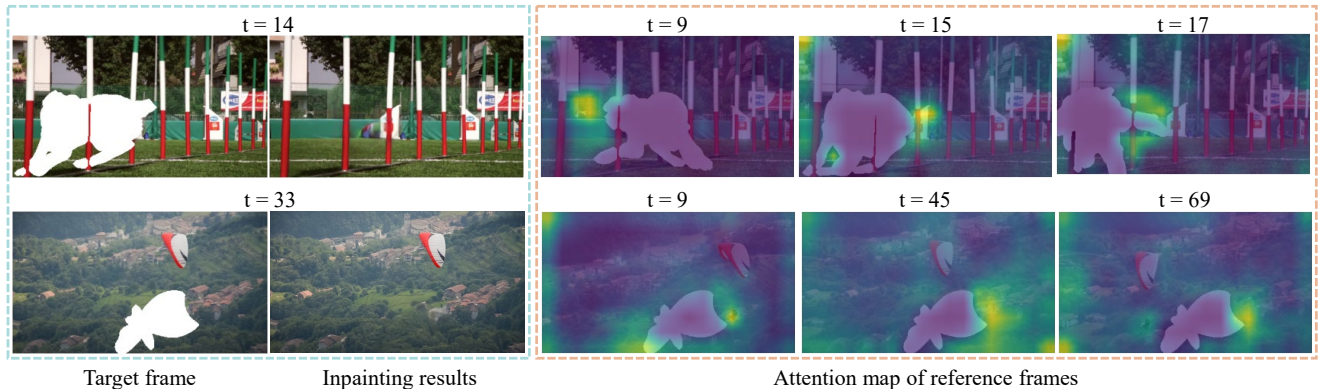 t = 14
t = 9
t = 15
t = 17
t = 33
t = 9
t = 45
t = 69
Target frame
Inpainting results
Attention map of reference frames